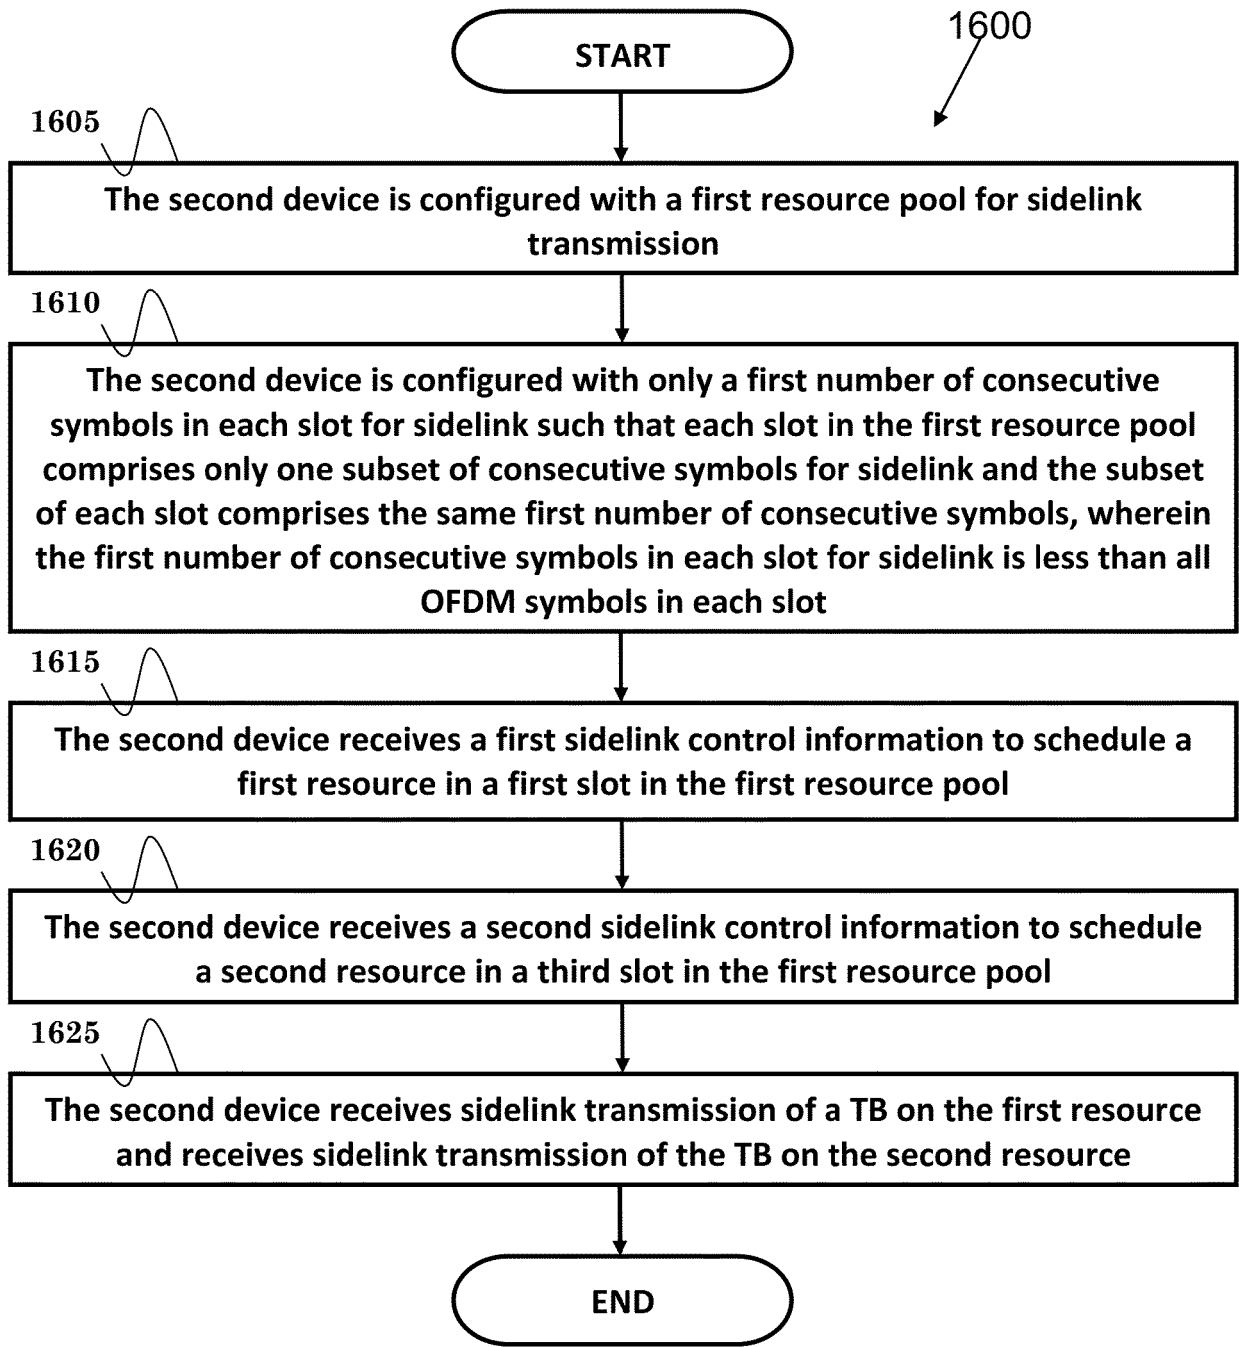 1600
START
1605
The second device is configured with a first resource pool for sidelink
transmission
1610
The second device is configured with only a first number of consecutive
symbols in each slot for sidelink such that each slot in the first resource pool
comprises only one subset of consecutive symbols for sidelink and the subset
of each slot comprises the same first number of consecutive symbols, wherein
the first number of consecutive symbols in each slot for sidelink is less than all
OFDM symbols in each slot
1615
The second device receives a first sidelink control information to schedule a
first resource in a first slot in the first resource pool
1620
The second device receives a second sidelink control information to schedule
a second resource in a third slot in the first resource pool
1625
The second device receives sidelink transmission of a TB on the first resource
and receives sidelink transmission of the TB on the second resource
END